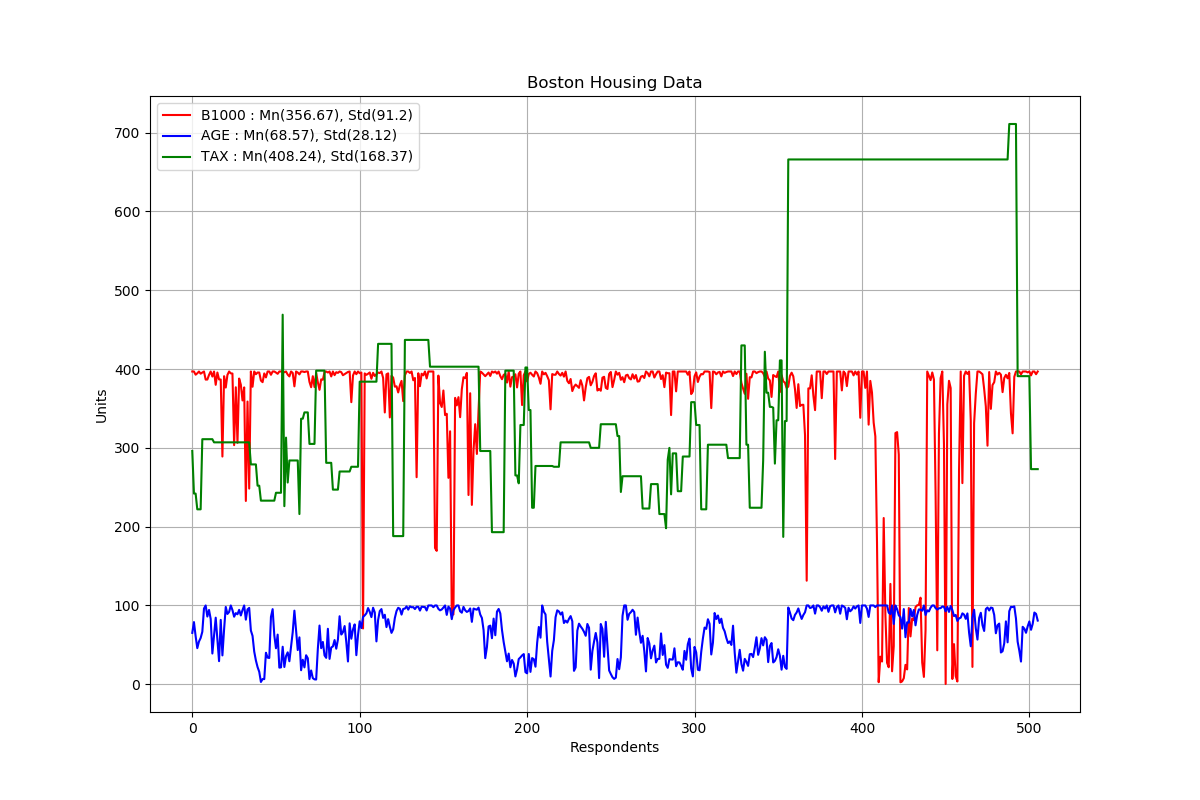 Boston Housing Data
B1000 : Mn(356.67), Std(91.2)
AGE : Mn(68.57), Std(28.12)
TAX : Mn(408.24), Std(168.37)
700
600
500
400
300
200
100
0
Units
0 100 200 300 400 500
Respondents